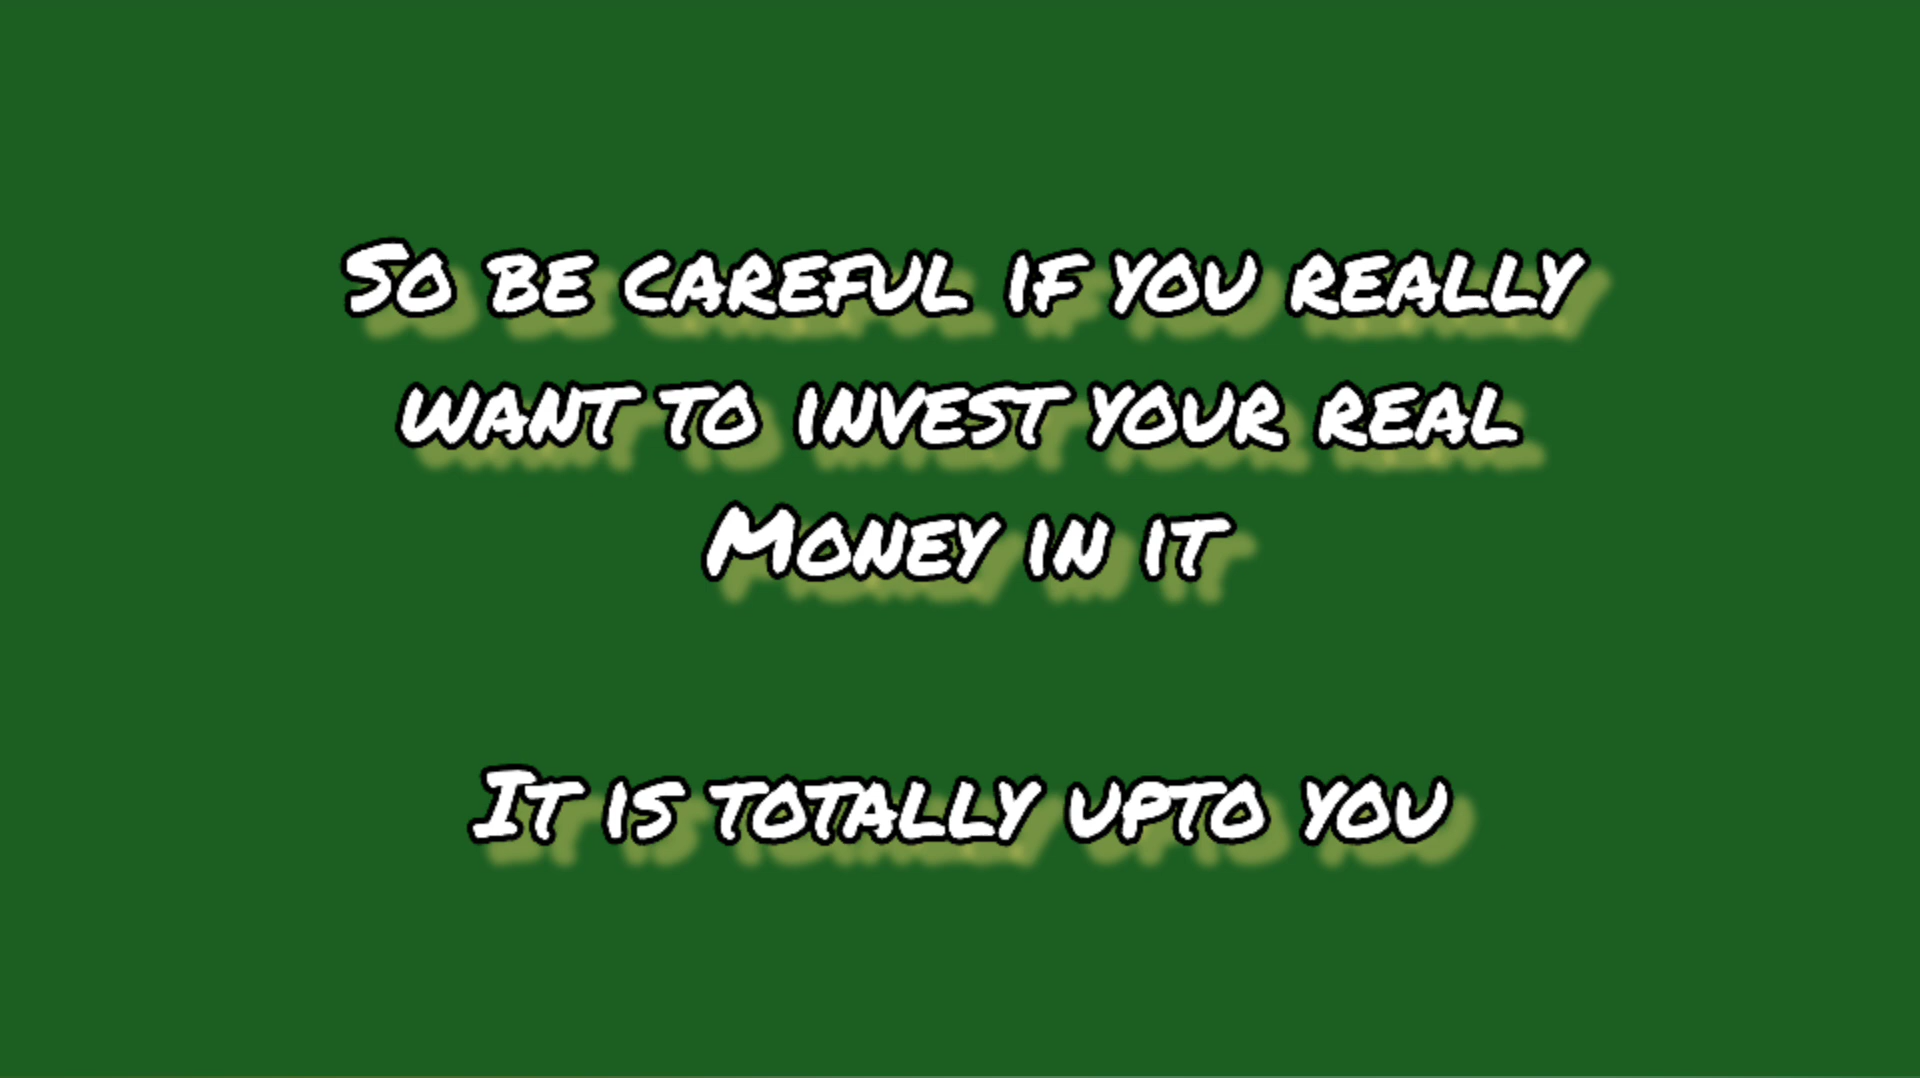 So be careful if you really
want to invest your real
Money in it
It is totally upto you